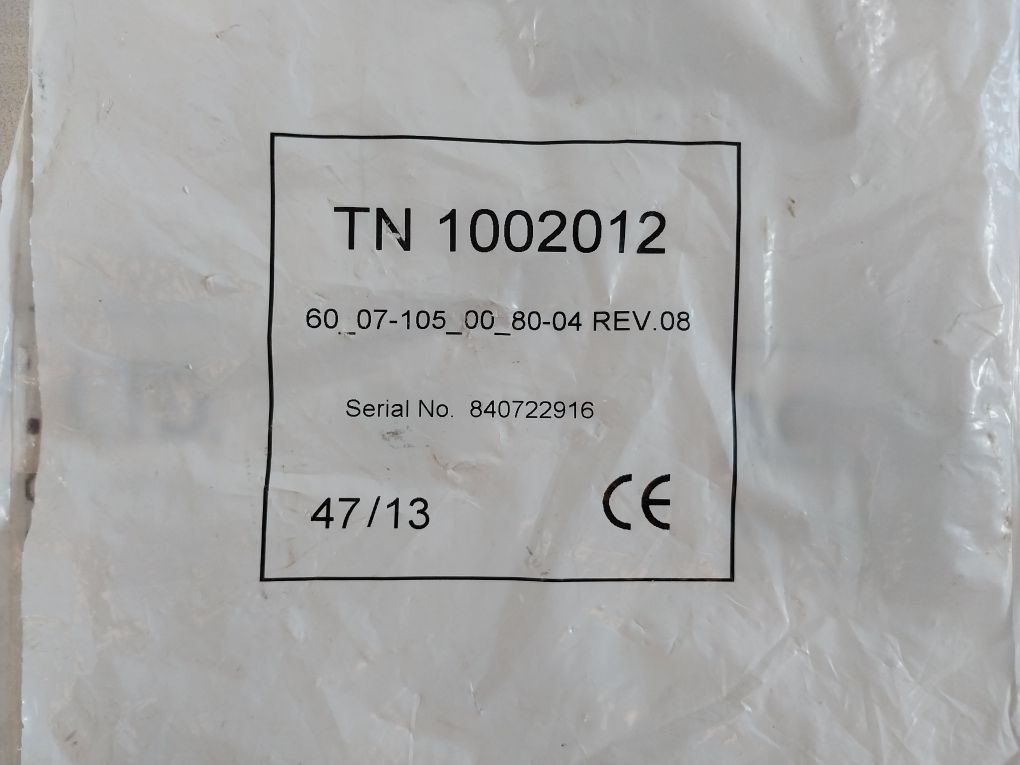 TN 1002012
60_07-105_00_80-04 REV.08
Serial No. 840722916
47/13 CE